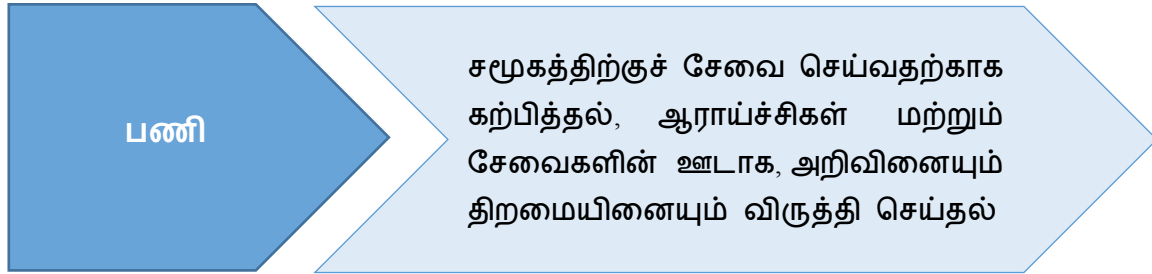 பணி
சமூகத்திற்குச் சேவை செய்வதற்காக
கற்பித்தல், ஆராய்ச்சிகள் மற்றும்
சேவைகளின் ஊடாக, அறிவினையும்
திறமையினையும் விருத்தி செய்தல்